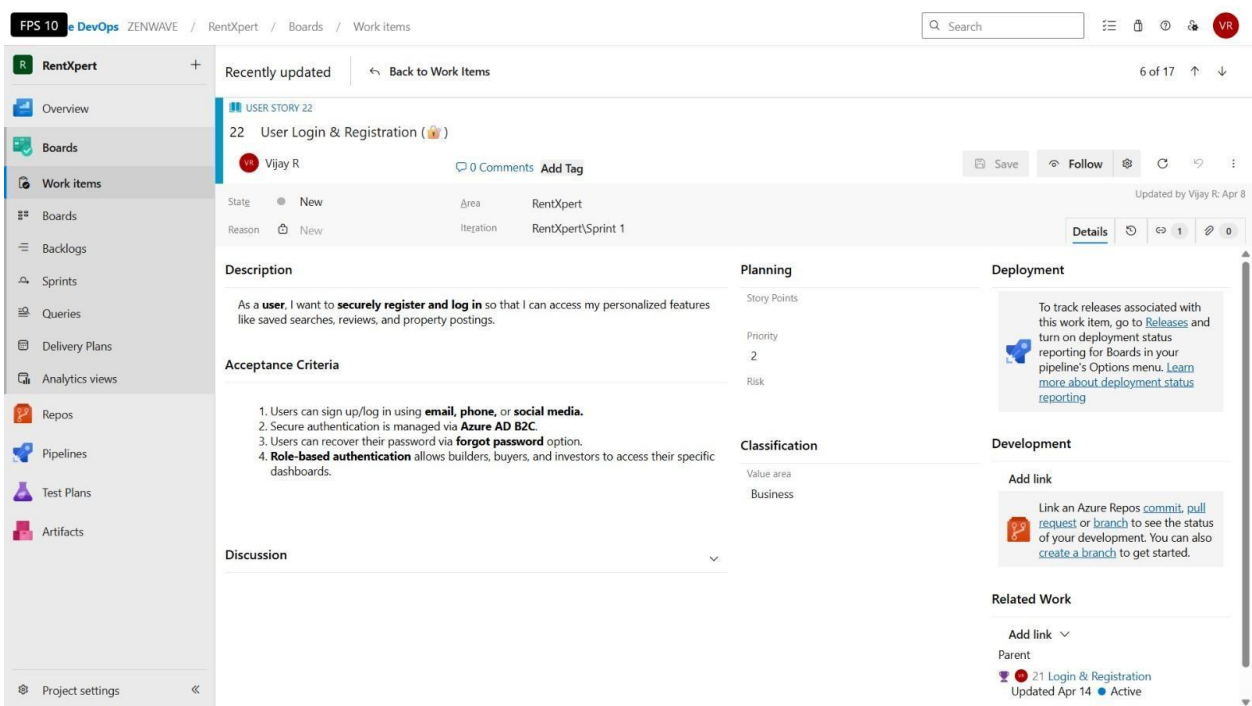 FPS 10 e DevOps ZENWAVE / RentXpert / Boards / Work items
Search
VR
R RentXpert +
Overview
Boards
Work items
Boards
Backlogs
Sprints
Queries
Delivery Plans
Analytics views
Repos
Pipelines
Test Plans
Artifacts
Project settings
Recently updated
Back to Work Items
6 of 17
USER STORY 22
22 User Login & Registration (🔐)
VR Vijay R
0 Comments Add Tag
Save
Follow
Updated by Vijay R: Apr 8
State New
Area RentXpert
Reason New
Iteration RentXpert\Sprint 1
Details
1
0
Description
As a user, I want to securely register and log in so that I can access my personalized features
like saved searches, reviews, and property postings.
Acceptance Criteria
1. Users can sign up/log in using email, phone, or social media.
2. Secure authentication is managed via Azure AD B2C.
3. Users can recover their password via forgot password option.
4. Role-based authentication allows builders, buyers, and investors to access their specific
dashboards.
Discussion
Planning
Story Points
Priority
2
Risk
Classification
Value area
Business
Deployment
To track releases associated with
this work item, go to Releases and
turn on deployment status
reporting for Boards in your
pipeline's Options menu. Learn
more about deployment status
reporting
Development
Add link
Link an Azure Repos commit, pull
request or branch to see the status
of your development. You can also
create a branch to get started.
Related Work
Add link
Parent
21 Login & Registration
Updated Apr 14 Active